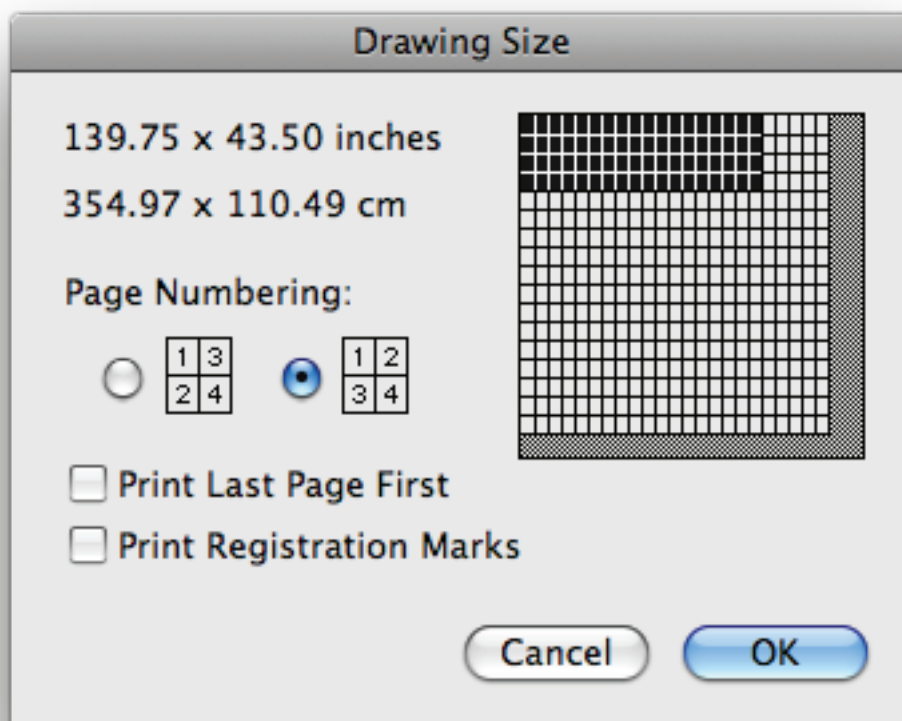 Drawing Size
139.75 x 43.50 inches
354.97 x 110.49 cm
Page Numbering:
1 3 1 2
2 4 3 4
Print Last Page First
Print Registration Marks
Cancel OK